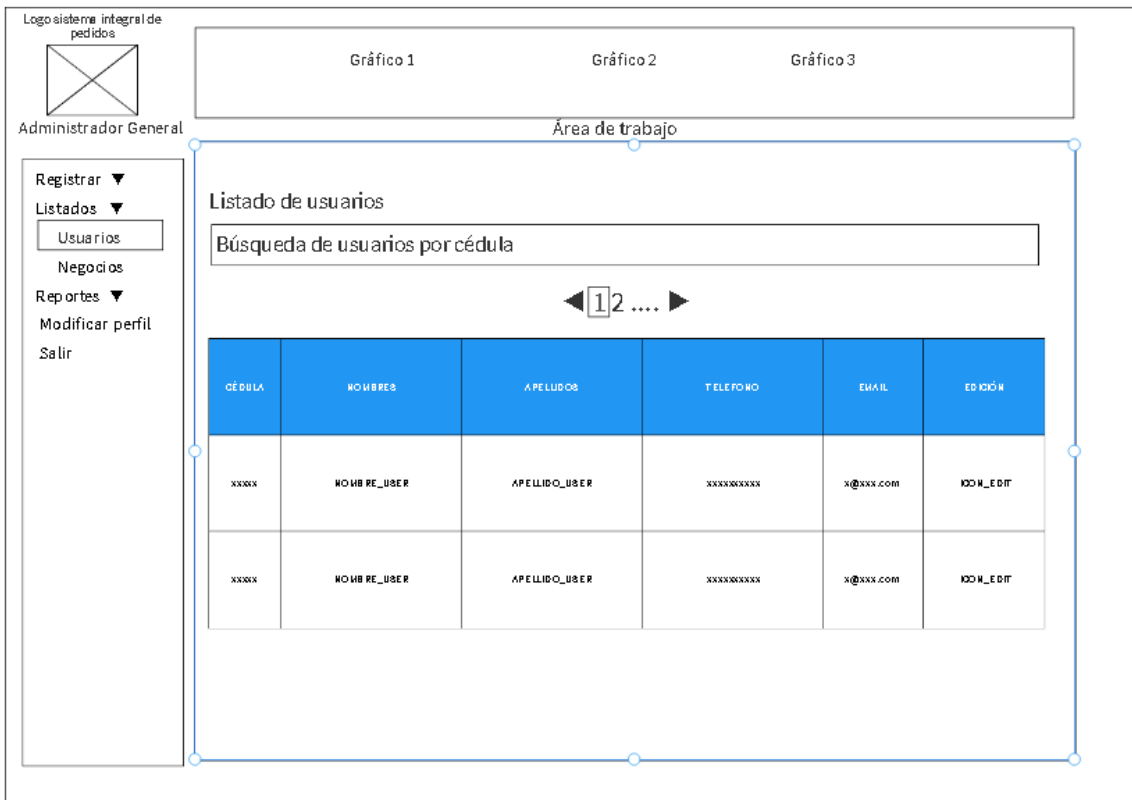 Logo sistema integral de
pedidos
Administrador General
Gráfico 1 Gráfico 2 Gráfico 3
Área de trabajo
Registrar ▼
Listados ▼
Usuarios
Negocios
Reportes ▼
Modificar perfil
Salir
Listado de usuarios
Búsqueda de usuarios por cédula
◀ 1 2 .... ▶
CÉDULA NOMBRES APELLIDOS TELEFONO EMAIL EDICIÓN
xxxxx NOMBRE_USER APELLIDO_USER xxxxxxxxxx x@xxx.com ICON_EDIT
xxxxx NOMBRE_USER APELLIDO_USER xxxxxxxxxx x@xxx.com ICON_EDIT